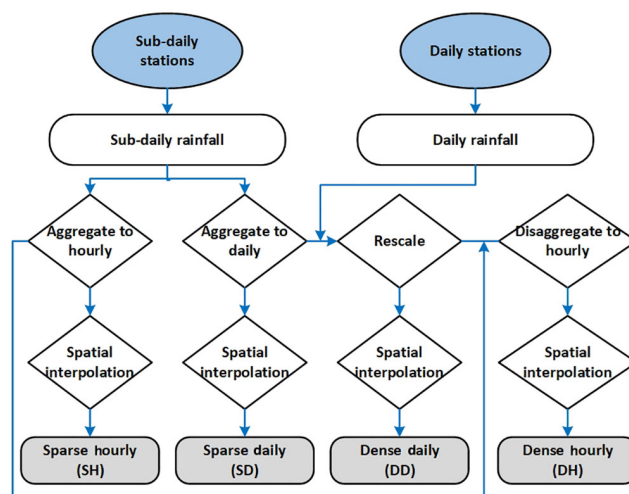 Sub-daily
stations
Daily stations
Sub-daily rainfall
Daily rainfall
Aggregate to
hourly
Aggregate to
daily
Rescale
Disaggregate to
hourly
Spatial
interpolation
Spatial
interpolation
Spatial
interpolation
Spatial
interpolation
Sparse hourly
(SH)
Sparse daily
(SD)
Dense daily
(DD)
Dense hourly
(DH)